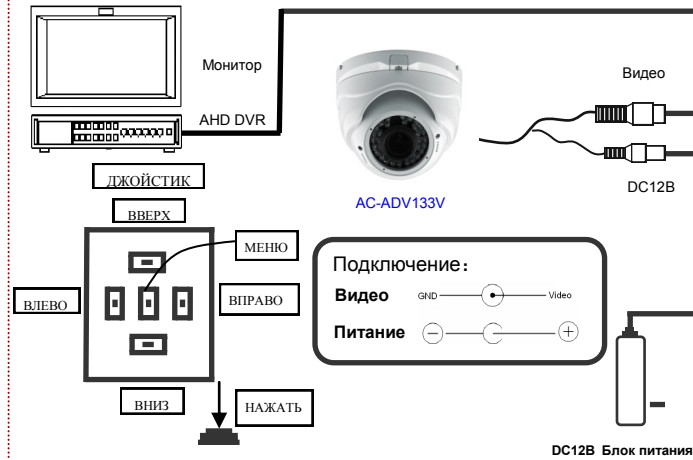 Монитор
AHD DVR
Видео
DC12B
AC-ADV133V
ДЖОЙСТИК
ВВЕРХ
МЕНЮ
ВЛЕВО
ВПРАВО
ВНИЗ
НАЖАТЬ
Подключение:
Видео GND Video
Питание − +
DC12B Блок питания